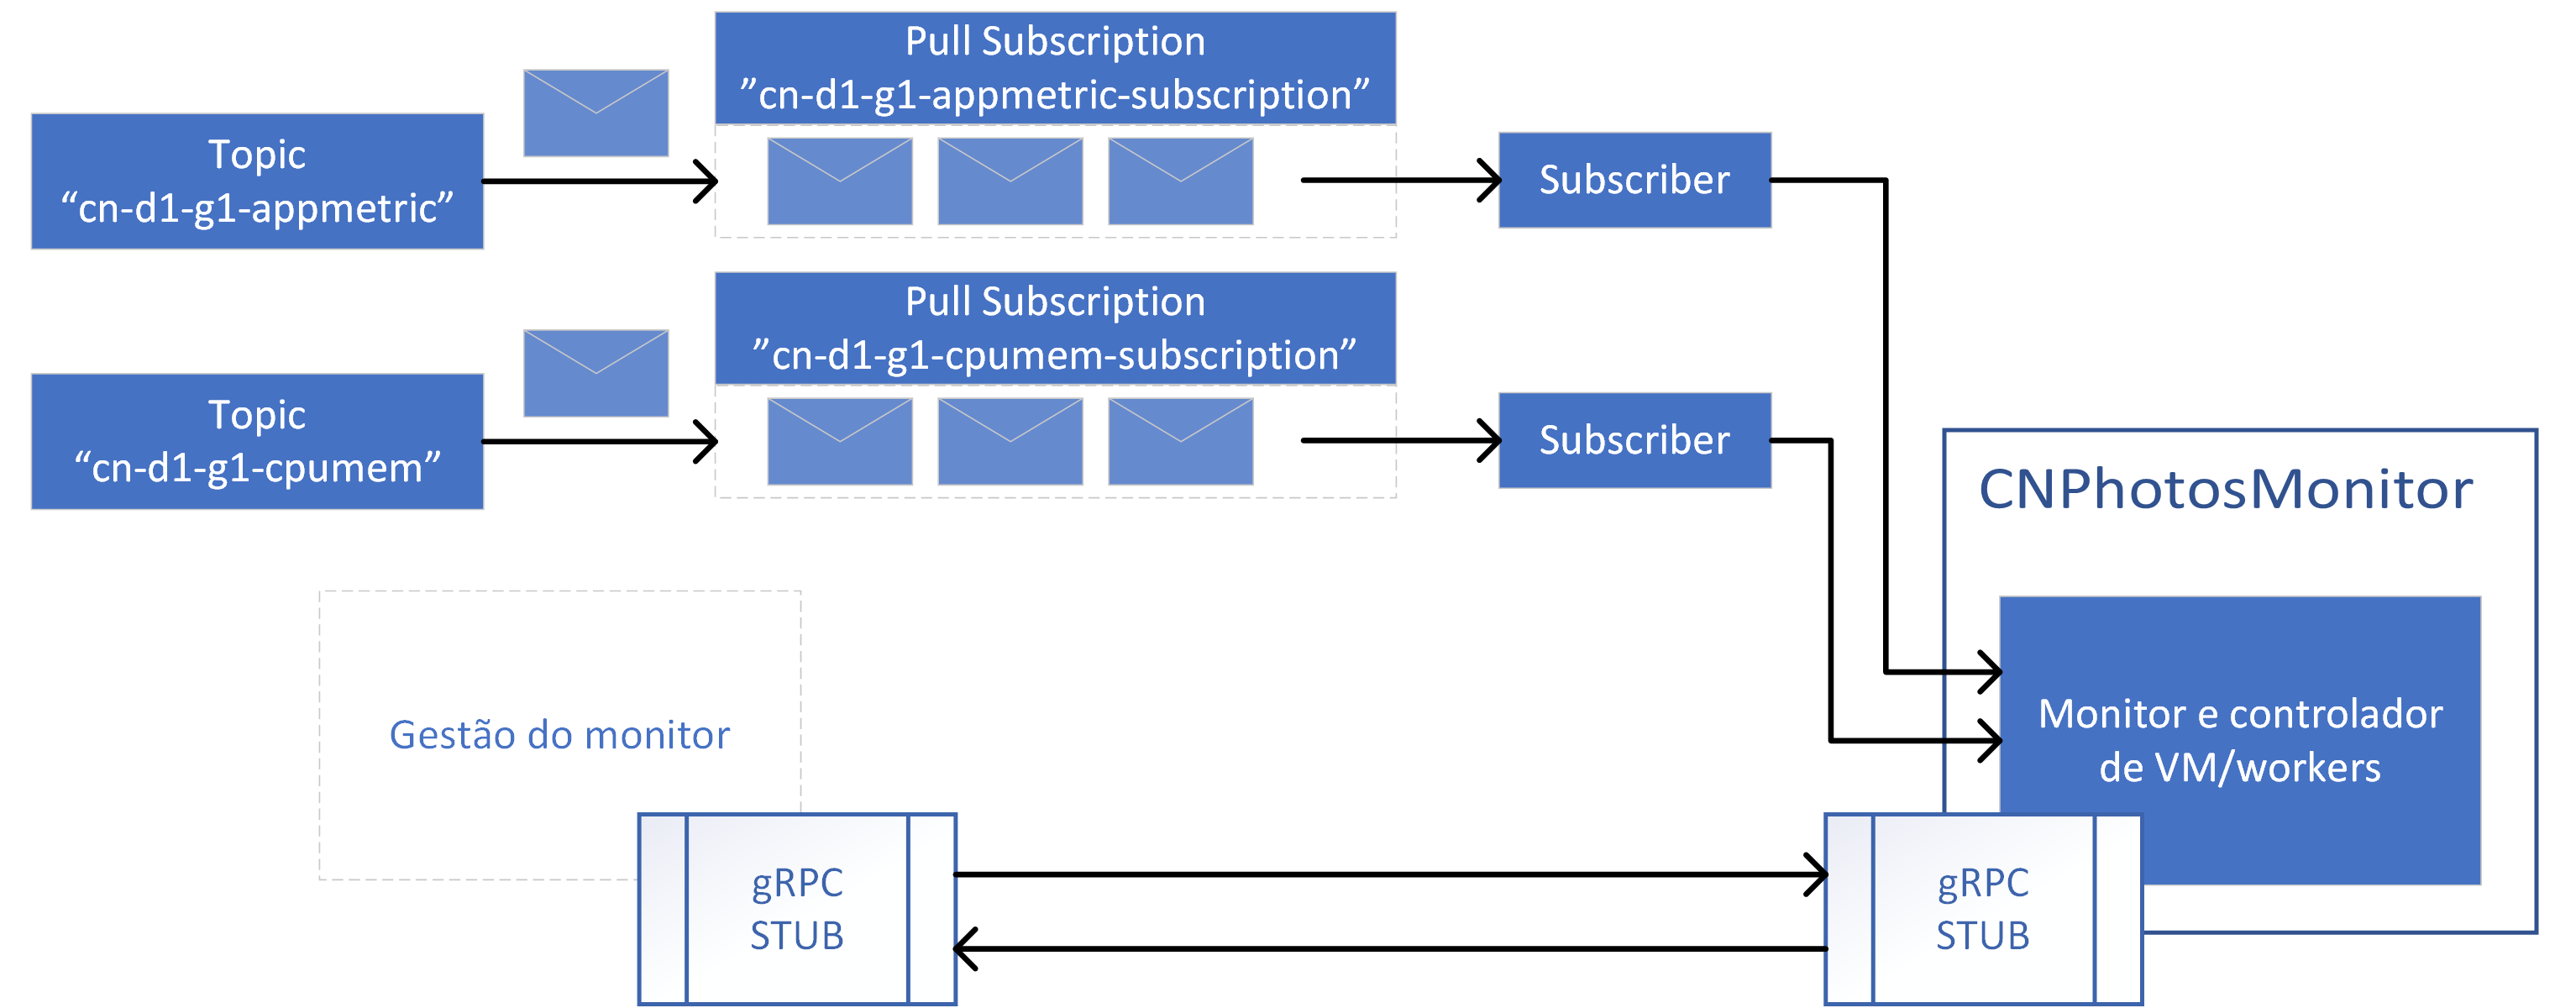 Pull Subscription
”cn-d1-g1-appmetric-subscription”
Topic
“cn-d1-g1-appmetric”
Subscriber
Pull Subscription
”cn-d1-g1-cpumem-subscription”
Topic
“cn-d1-g1-cpumem”
Subscriber
CNPhotosMonitor
Gestão do monitor
Monitor e controlador
de VM/workers
gRPC
STUB
gRPC
STUB